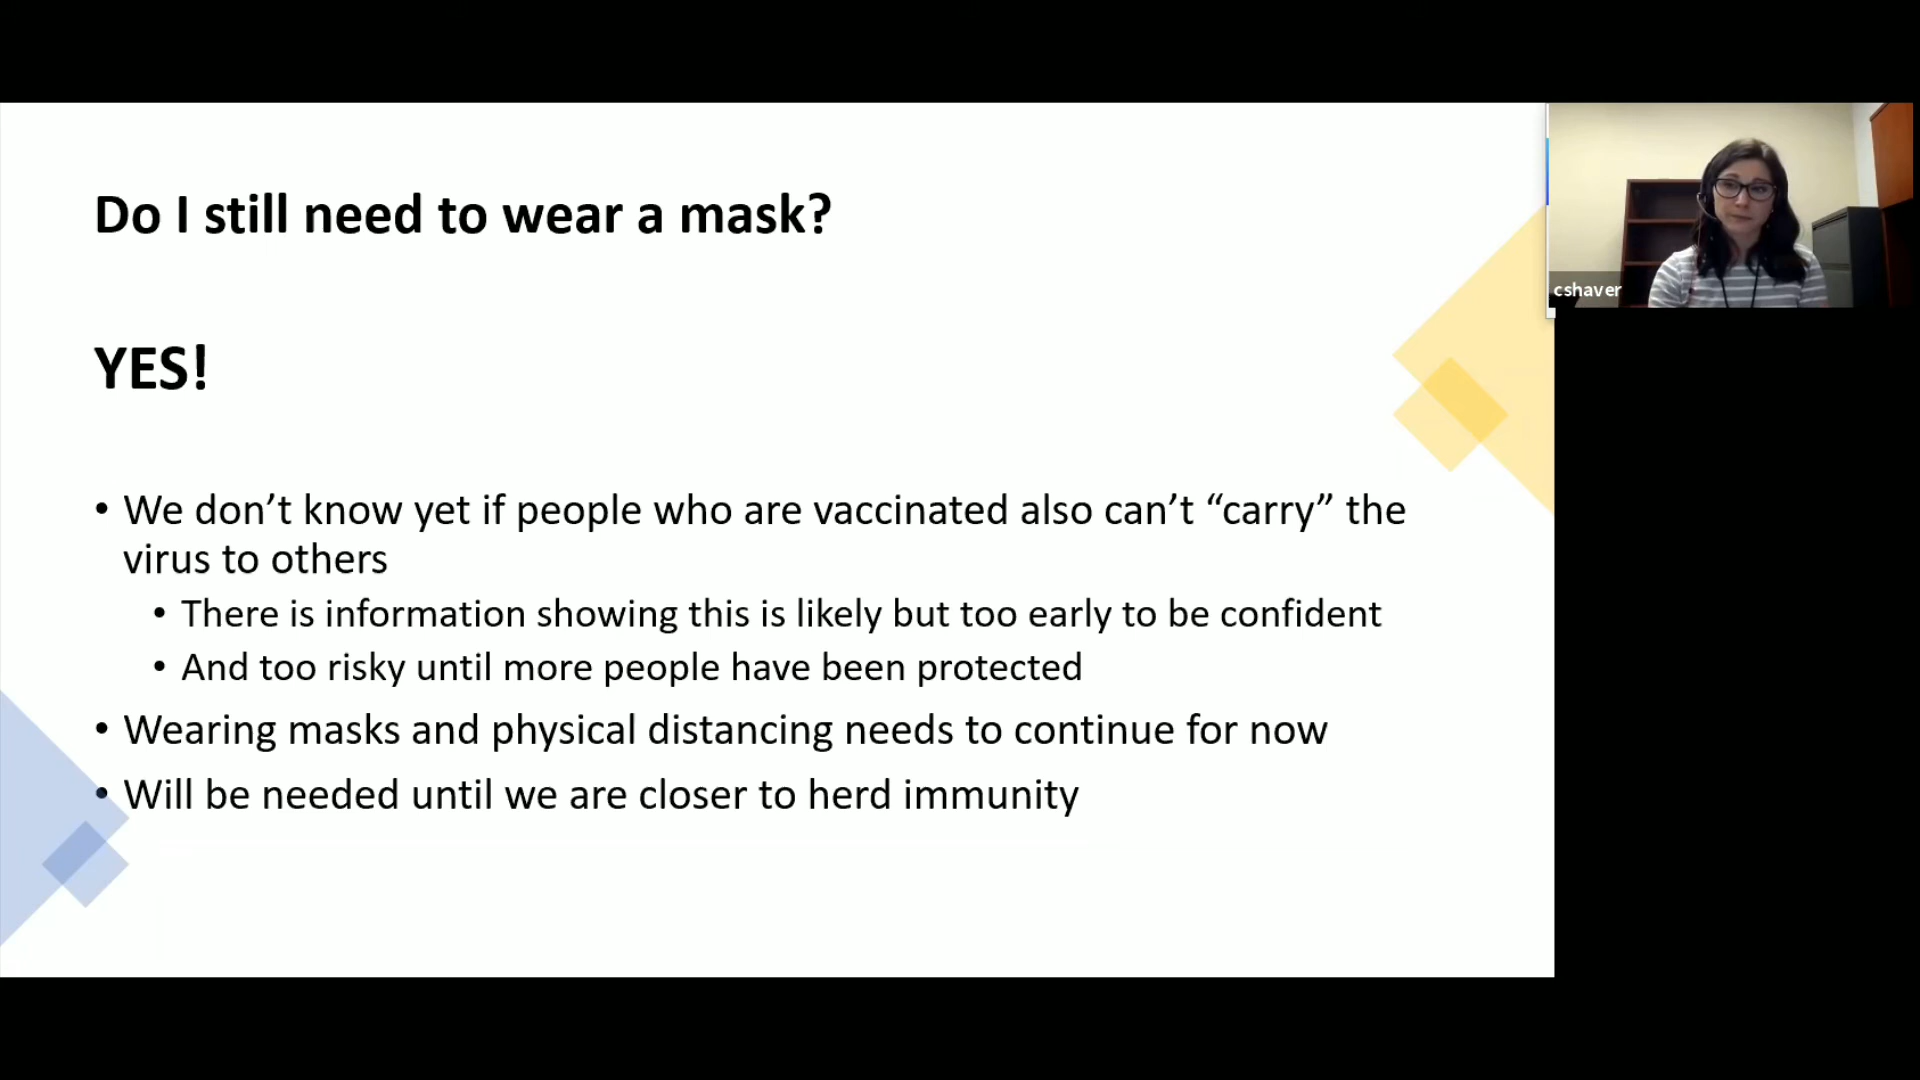 Do I still need to wear a mask?
YES!
• We don’t know yet if people who are vaccinated also can’t “carry” the
virus to others
• There is information showing this is likely but too early to be confident
• And too risky until more people have been protected
• Wearing masks and physical distancing needs to continue for now
• Will be needed until we are closer to herd immunity
cshaver